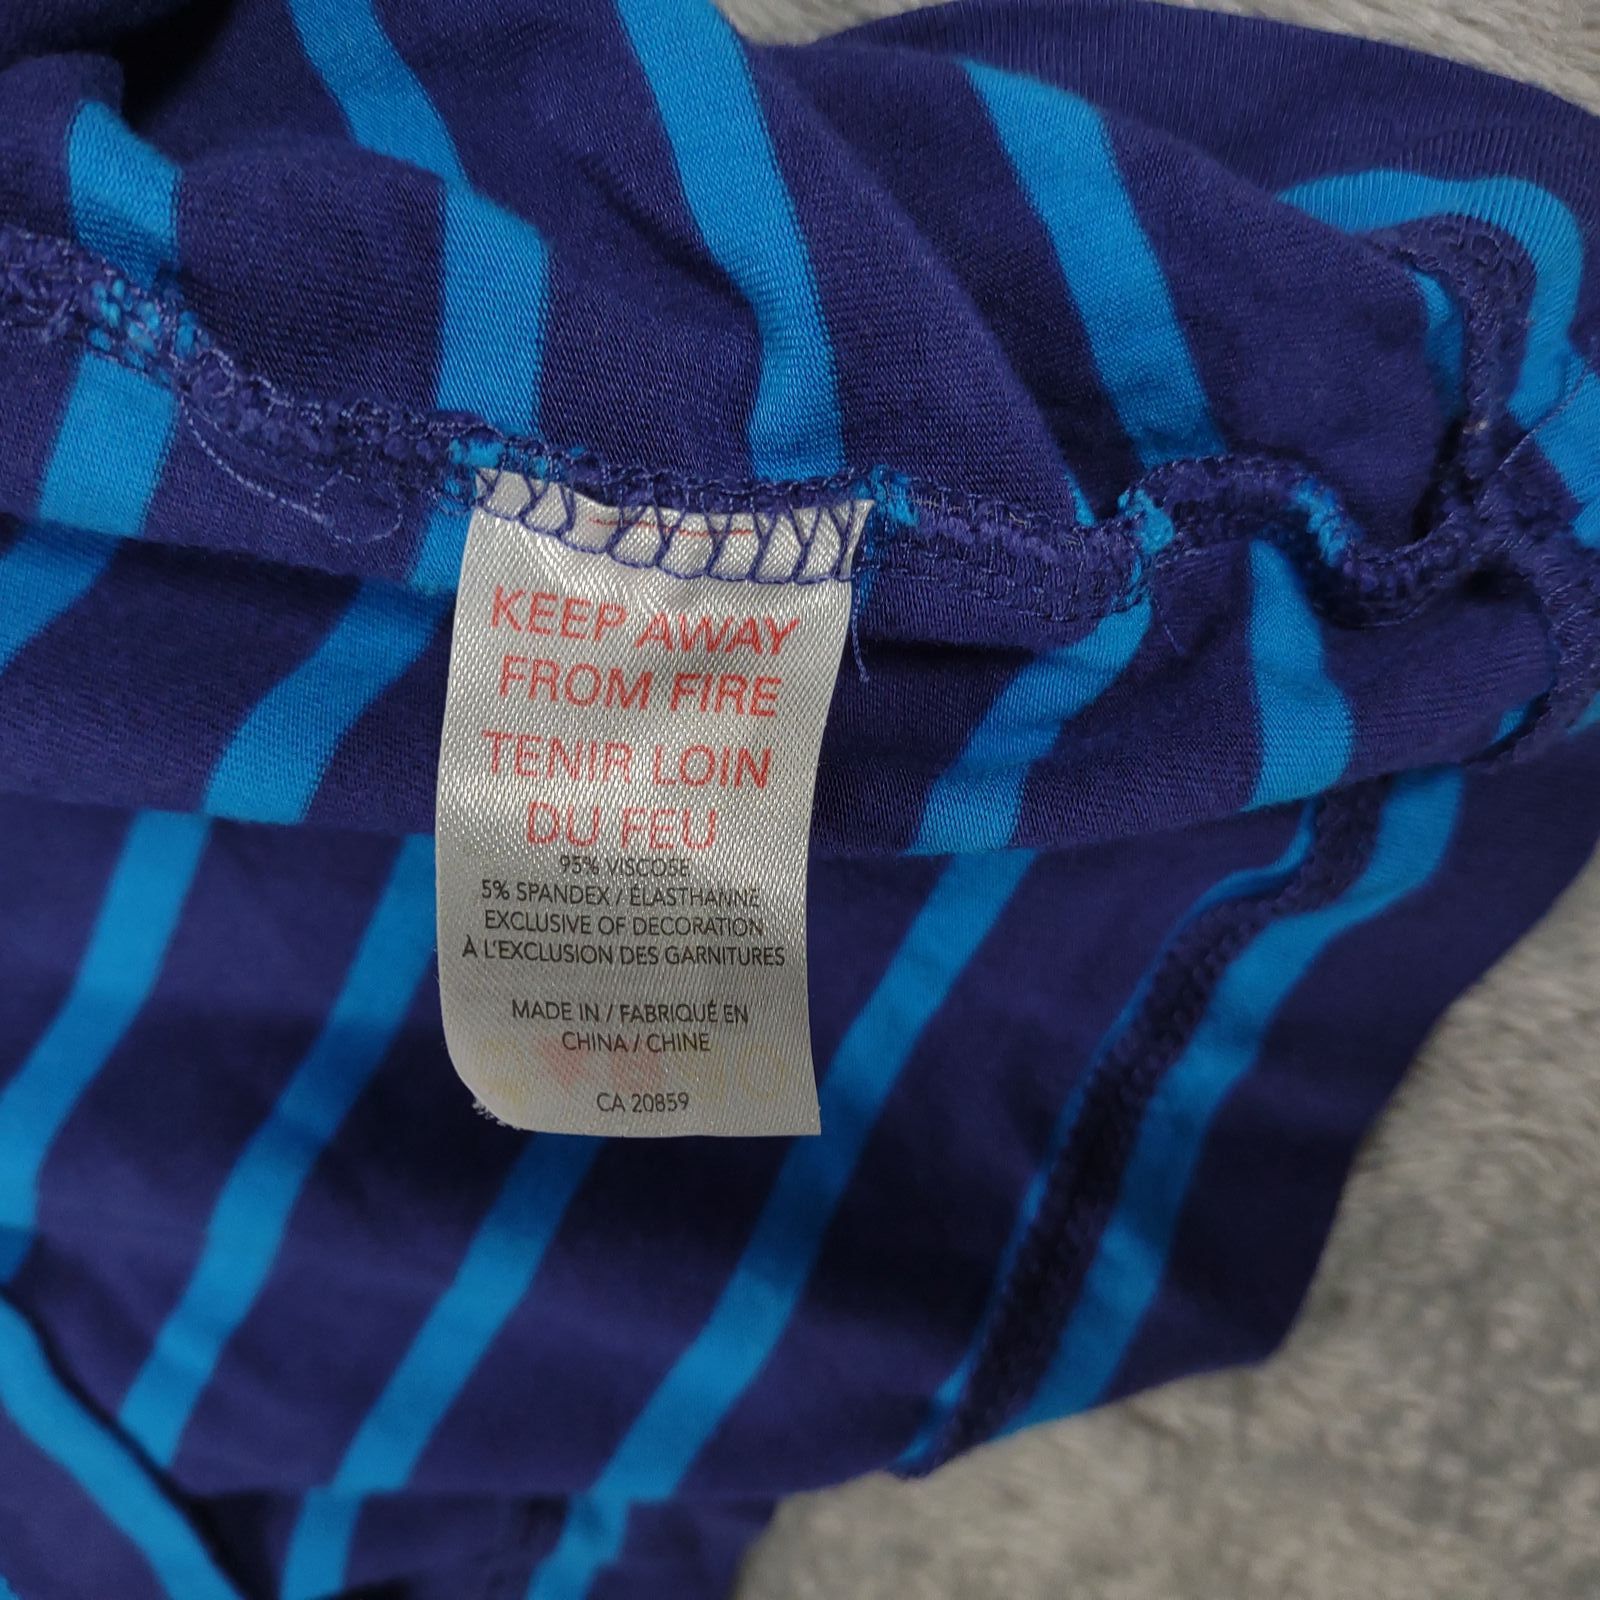 KEEP AWAY
FROM FIRE
TENIR LOIN
DU FEU
95% VISCOSE
5% SPANDEX / ÉLASTHANNE
EXCLUSIVE OF DECORATION
À L'EXCLUSION DES GARNITURES
MADE IN / FABRIQUÉ EN
CHINA / CHINE
CA 20859